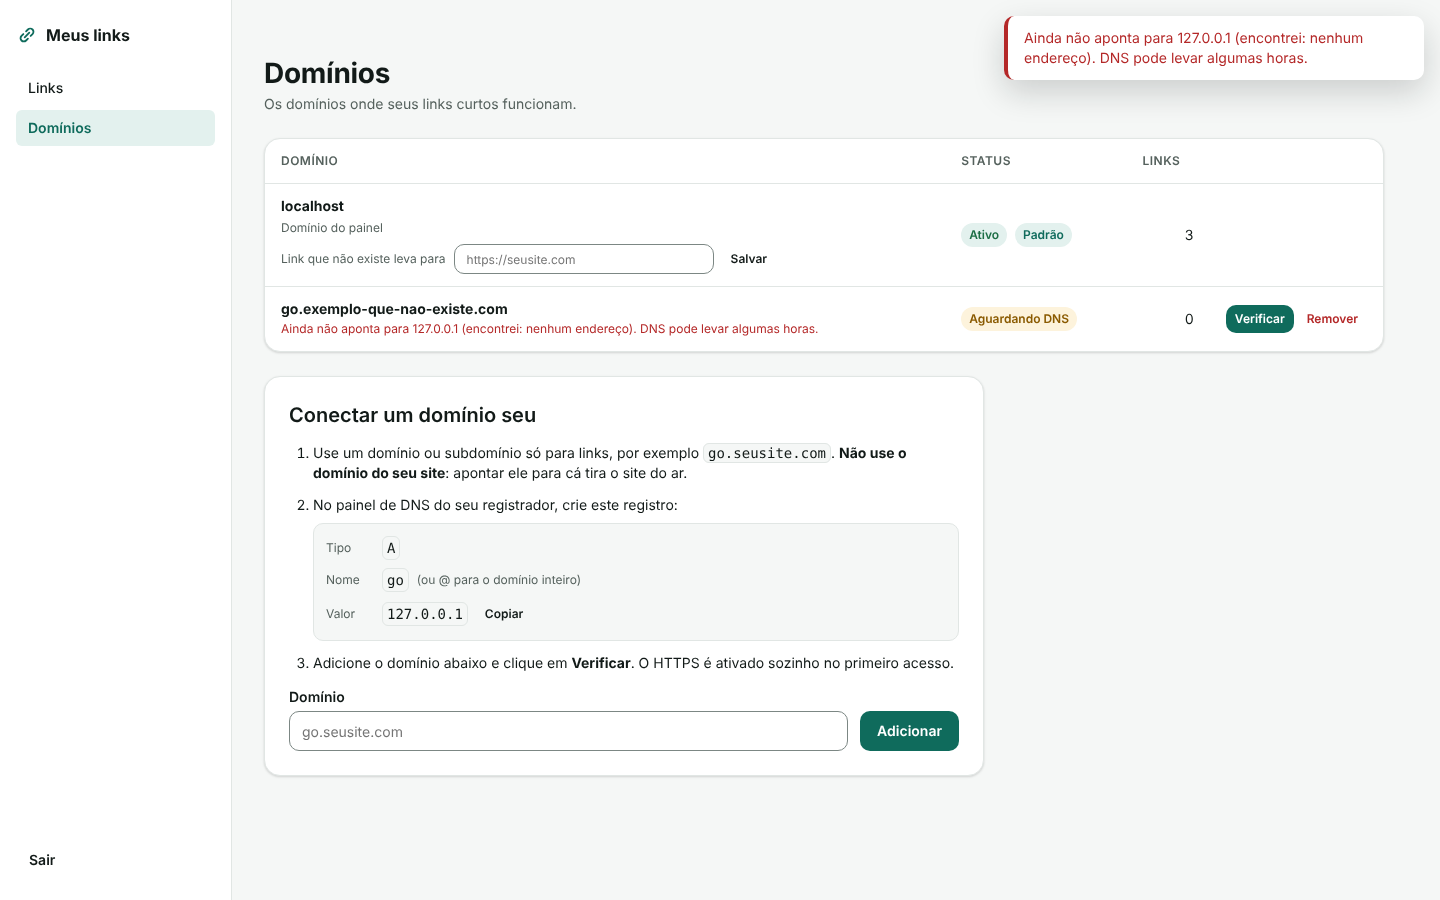 Meus links
Links
Domínios
Sair
Ainda não aponta para 127.0.0.1 (encontrei: nenhum
endereço). DNS pode levar algumas horas.
Domínios
Os domínios onde seus links curtos funcionam.
DOMÍNIO STATUS LINKS
localhost
Domínio do painel
Link que não existe leva para https://seusite.com Salvar
Ativo Padrão 3
go.exemplo-que-nao-existe.com
Ainda não aponta para 127.0.0.1 (encontrei: nenhum endereço). DNS pode levar algumas horas.
Aguardando DNS 0 Verificar Remover
Conectar um domínio seu
1. Use um domínio ou subdomínio só para links, por exemplo go.seusite.com. Não use o
domínio do seu site: apontar ele para cá tira o site do ar.
2. No painel de DNS do seu registrador, crie este registro:
Tipo A
Nome go (ou @ para o domínio inteiro)
Valor 127.0.0.1 Copiar
3. Adicione o domínio abaixo e clique em Verificar. O HTTPS é ativado sozinho no primeiro acesso.
Domínio
go.seusite.com Adicionar